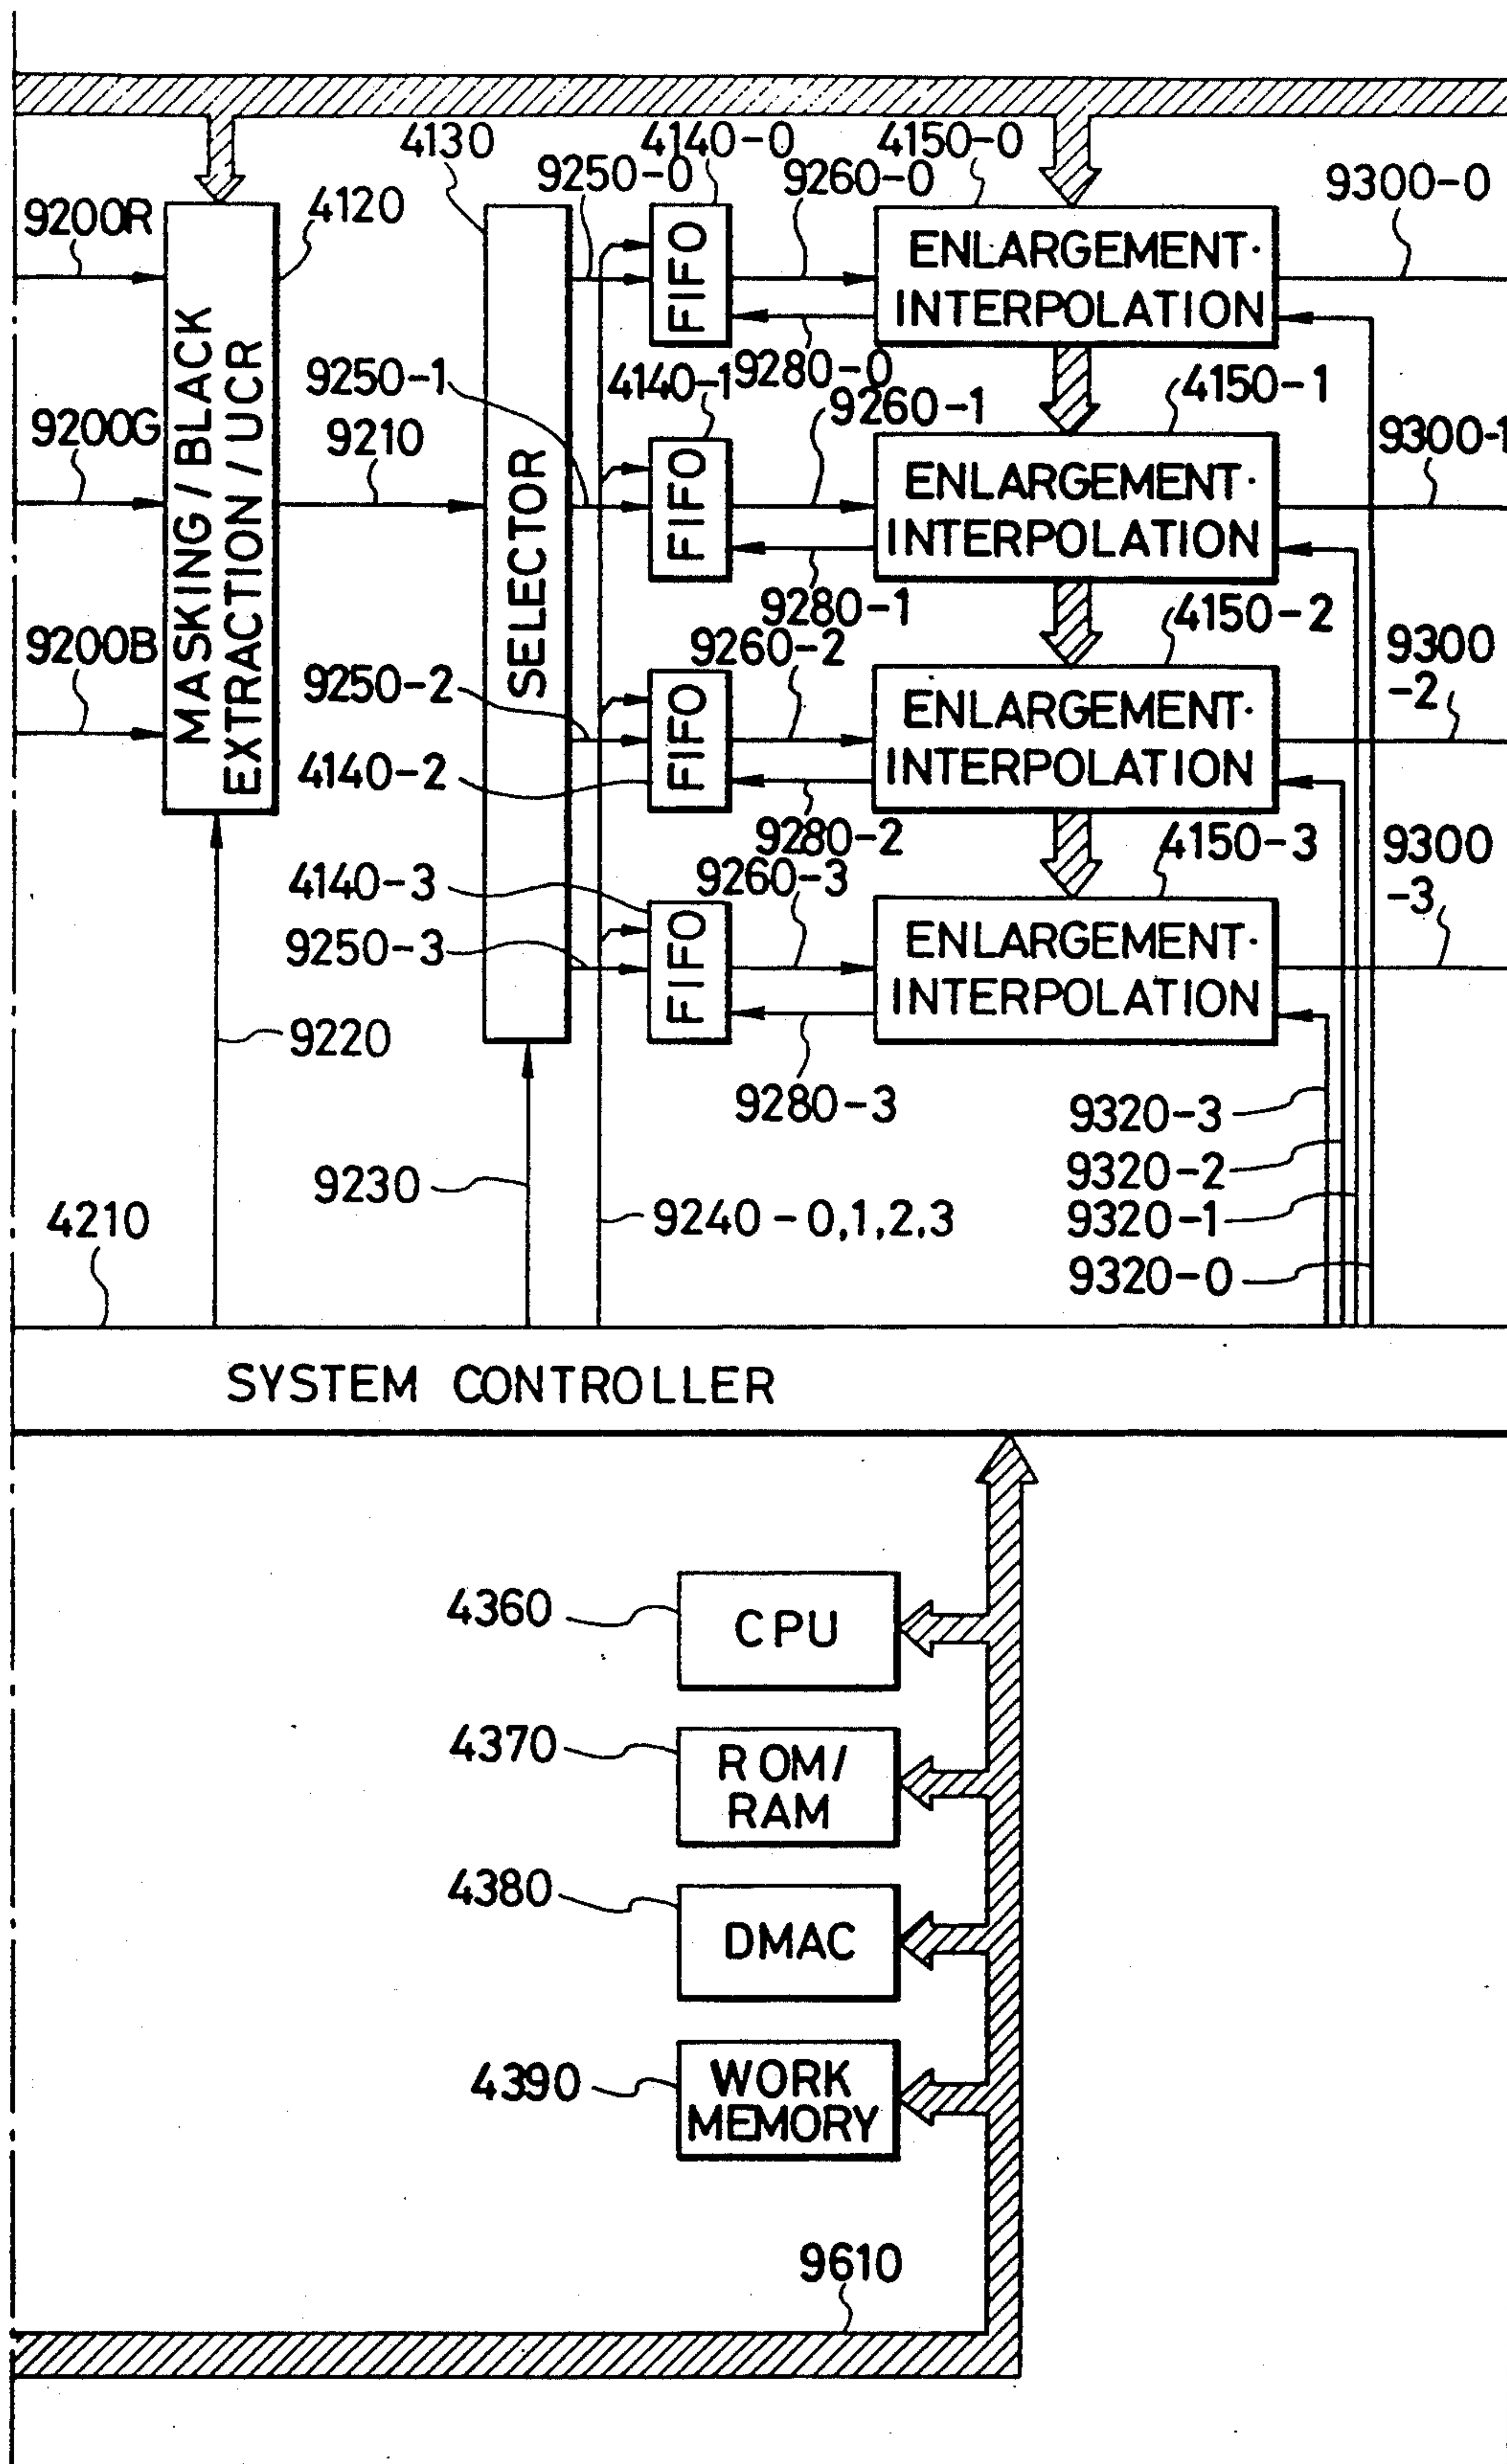 4130
4140-0
4150-0
9250-0
9260-0
9300-0
9200R
4120
FIFO
ENLARGEMENT·
INTERPOLATION
9280-0
MASKING/BLACK
EXTRACTION/UCR
9250-1
4140-1
9260-1
4150-1
9300-1
9200G
9210
SELECTOR
FIFO
ENLARGEMENT·
INTERPOLATION
9280-1
4150-2
9200B
9260-2
9300
-2
9250-2
4140-2
FIFO
ENLARGEMENT·
INTERPOLATION
9280-2
4150-3
9300
-3
4140-3
9260-3
9250-3
FIFO
ENLARGEMENT·
INTERPOLATION
9220
9280-3
9320-3
9230
9320-2
4210
9240-0,1,2,3
9320-1
9320-0
SYSTEM CONTROLLER
4360
CPU
4370
ROM/
RAM
4380
DMAC
4390
WORK
MEMORY
9610